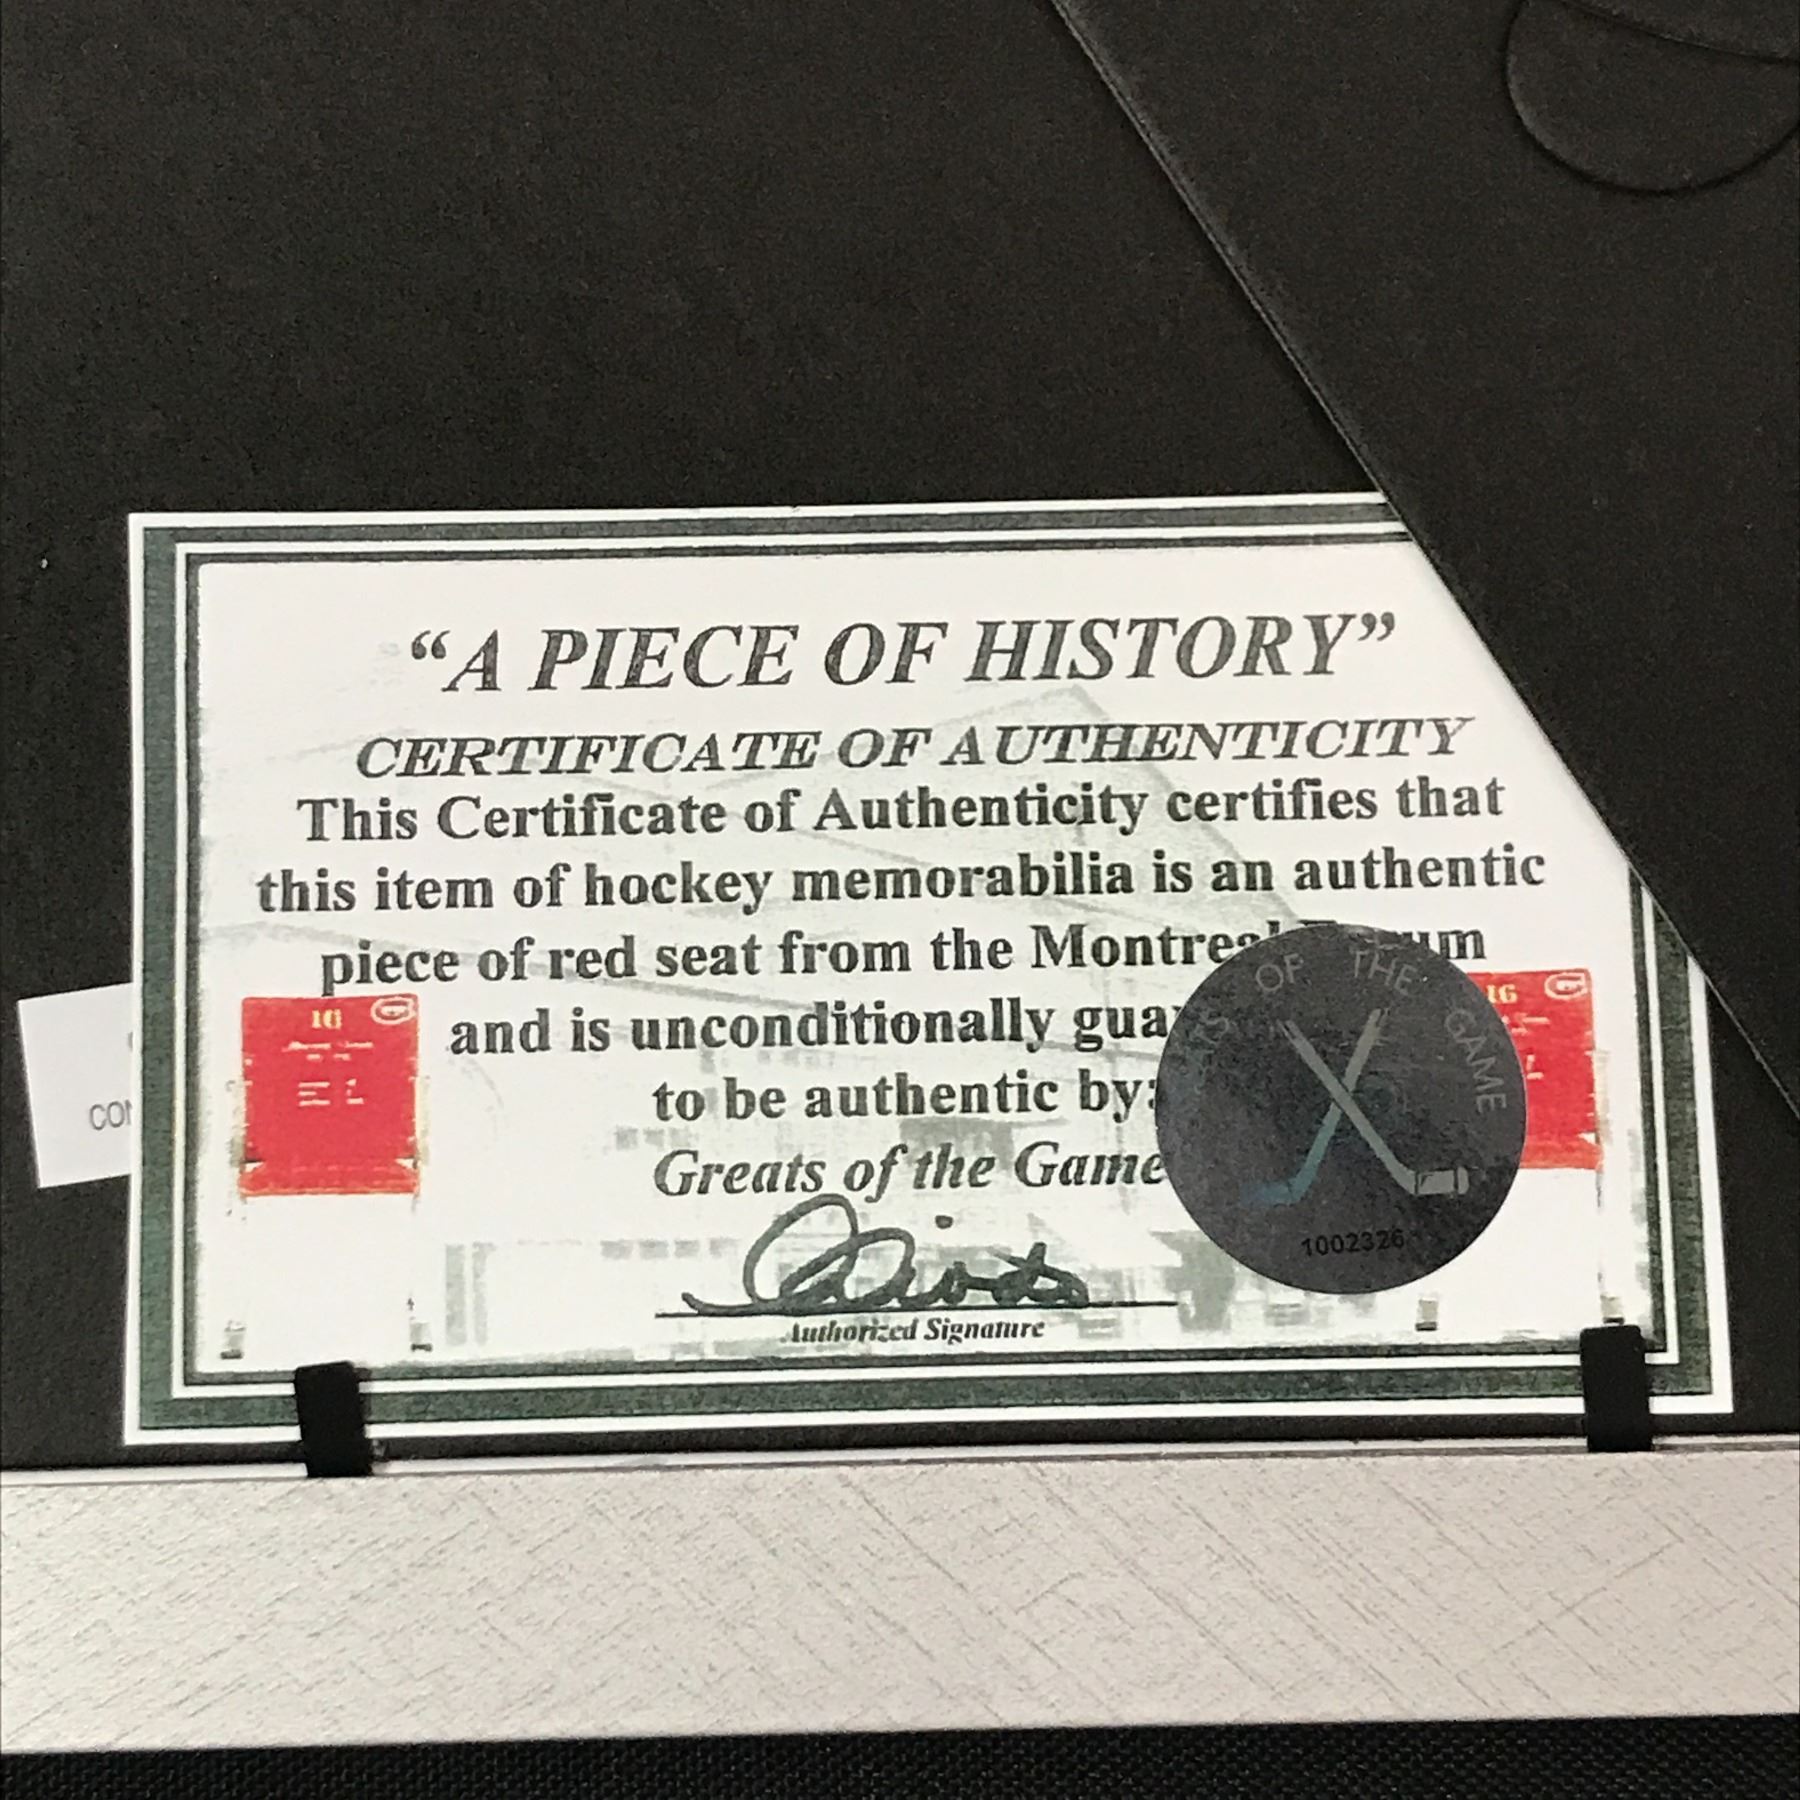 “A PIECE OF HISTORY”
CERTIFICATE OF AUTHENTICITY
This Certificate of Authenticity certifies that
this item of hockey memorabilia is an authentic
piece of red seat from the Montreal
and is unconditionally
to be authentic by:
Greats of the Game
Authorized Signature
16
16
OF THE GAME
1002326